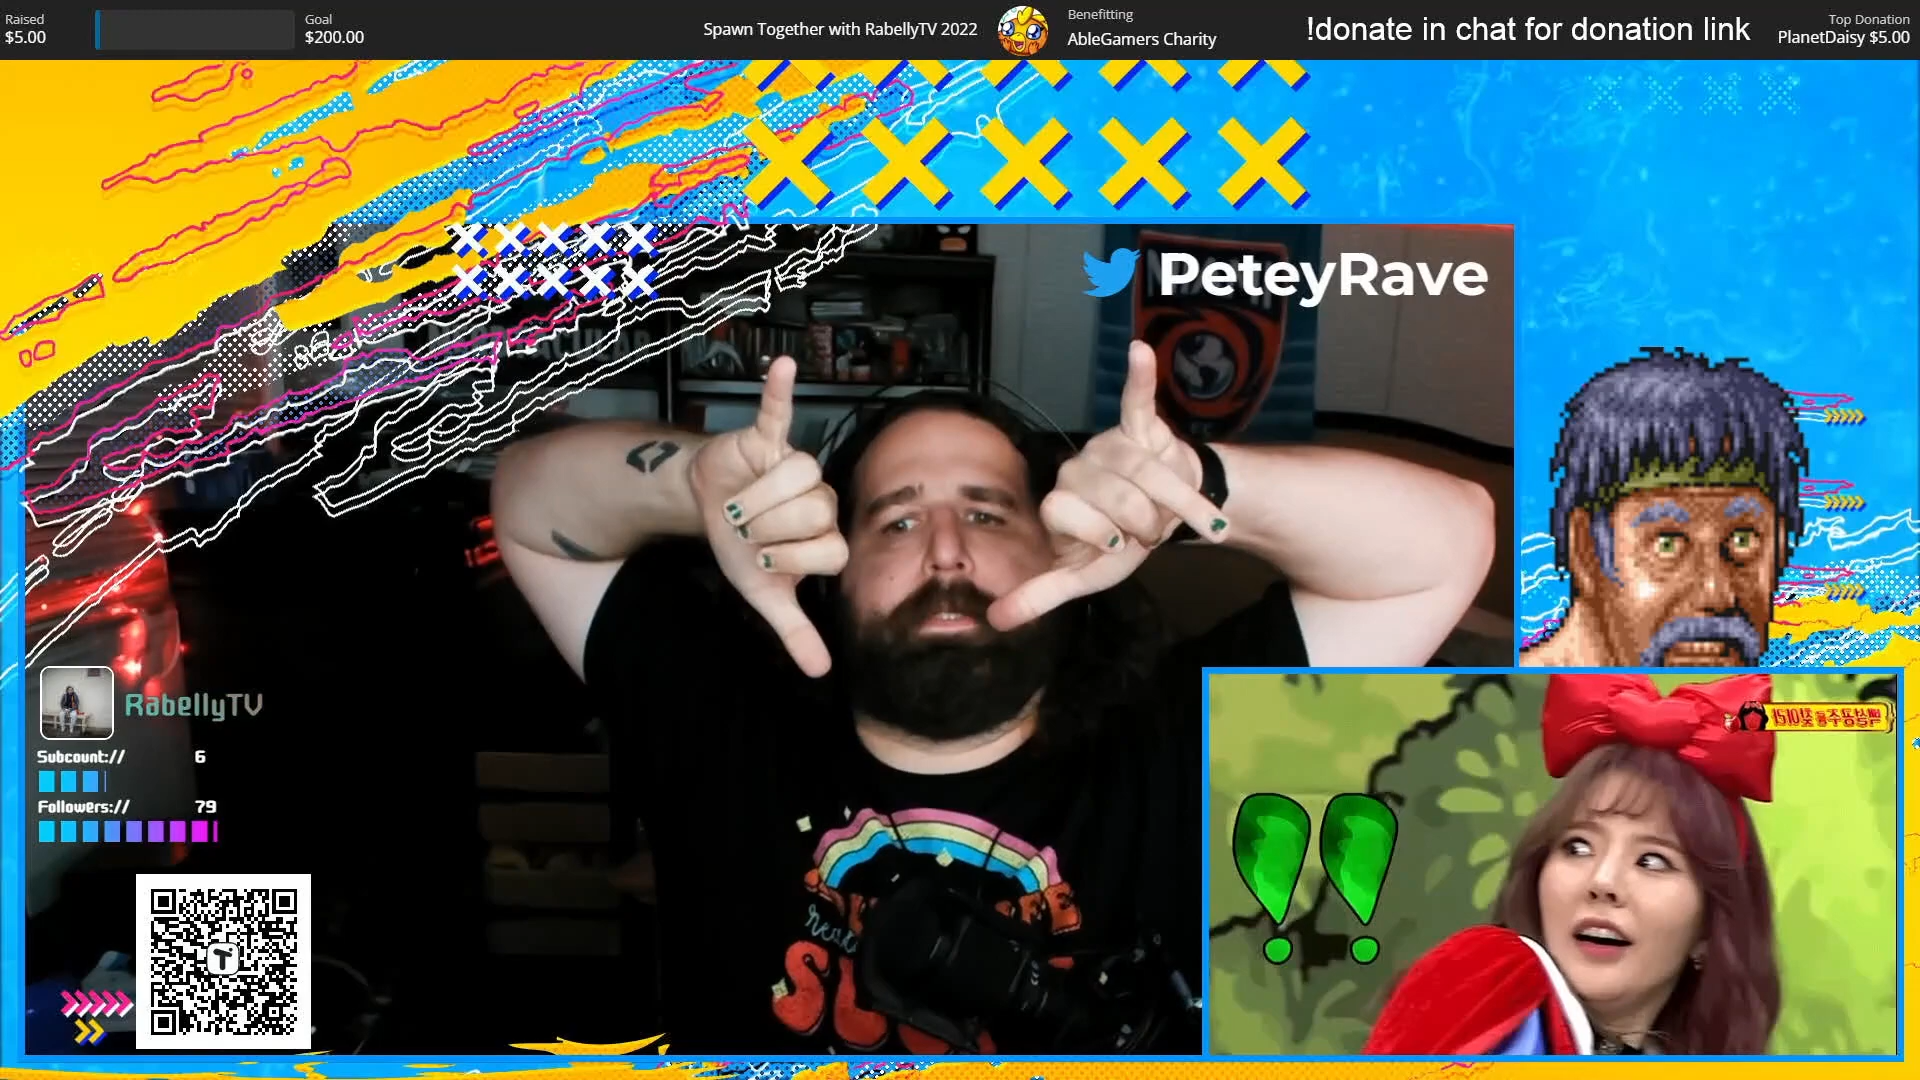 Raised
$5.00
Goal
$200.00
Spawn Together with RabellyTV 2022
Benefitting
AbleGamers Charity
!donate in chat for donation link
Top Donation
PlanetDaisy $5.00
PeteyRave
RabellyTV
Subcount:// 6
Followers:// 79
T